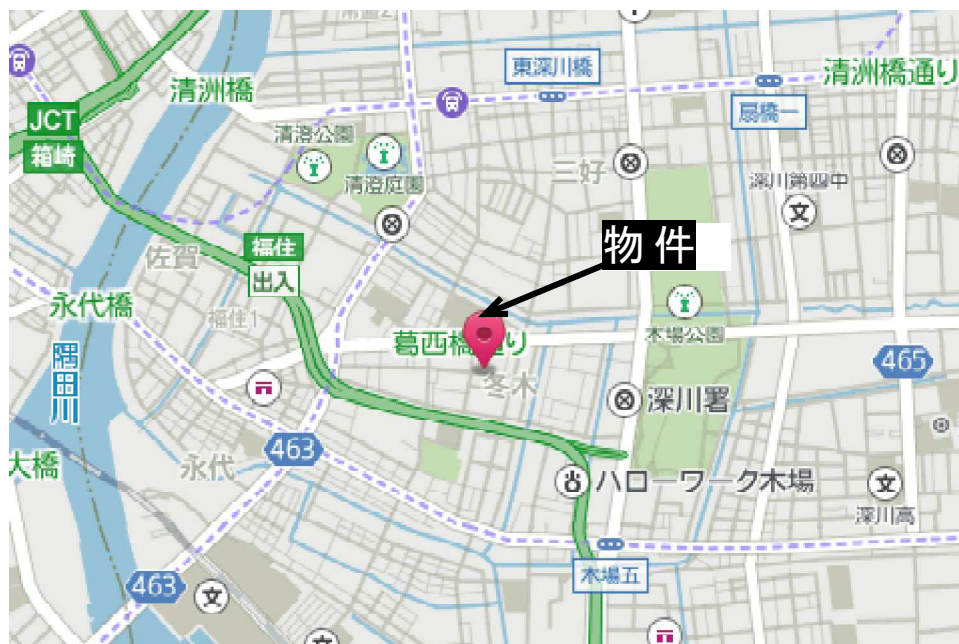 清洲橋
東深川橋
清洲橋通り
JCT
箱崎
扇橋一
清澄公園
清澄庭園
三好
深川第四中
文
佐賀
福住
出入
物件
永代橋
福住1
葛西橋通り
木場公園
隅田川
冬木
465
深川署
463
大橋
永代
ハローワーク木場
文
深川高
木場五
463
文
文